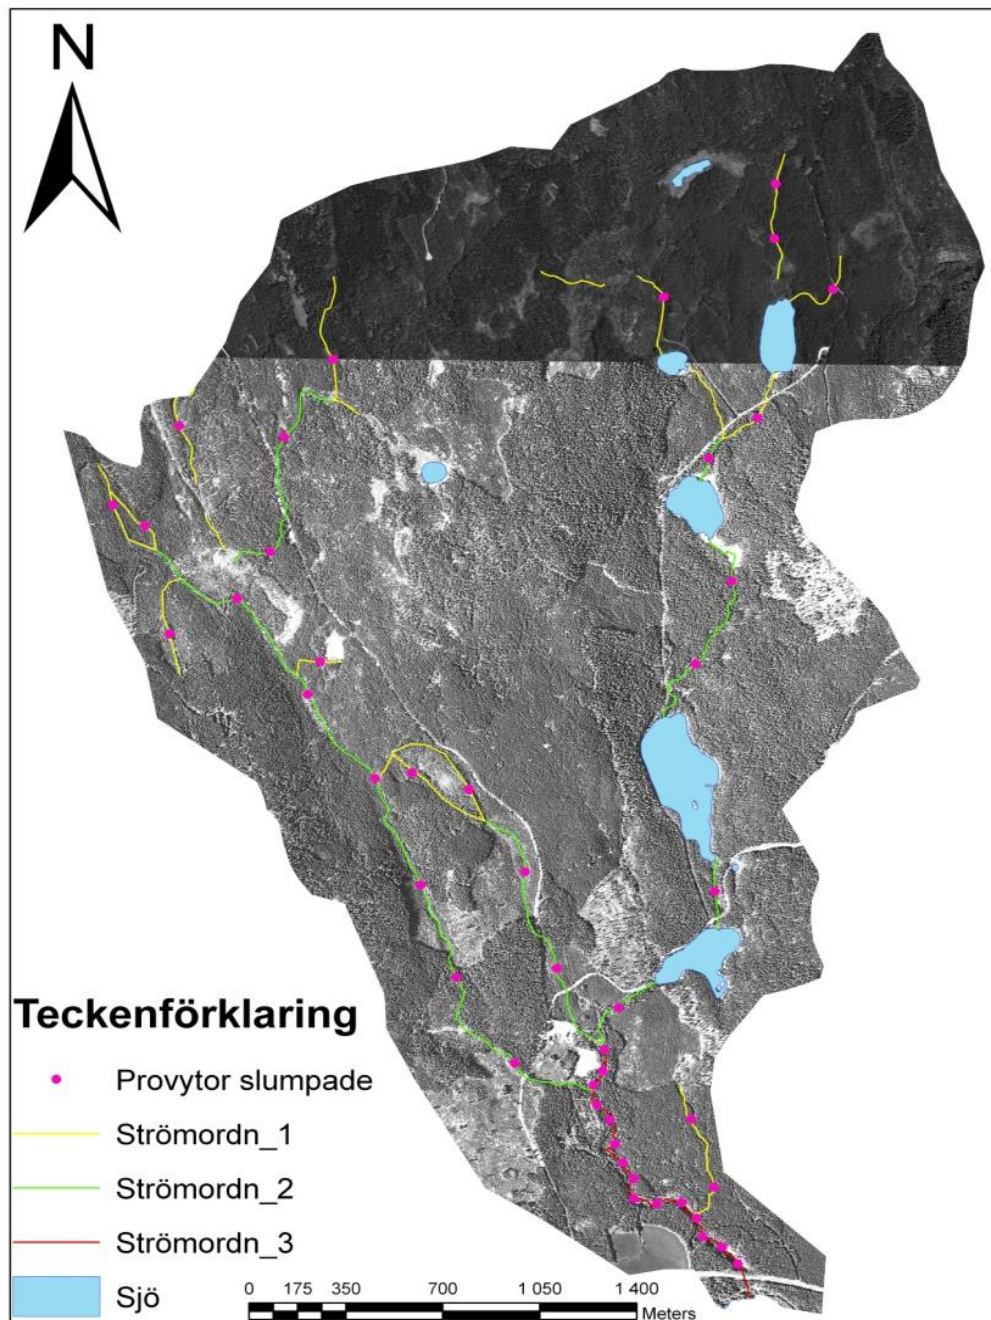 N
Teckenförklaring
Provytor slumpade
Strömordn_1
Strömordn_2
Strömordn_3
Sjö
0 175 350 700 1 050 1 400
Meters